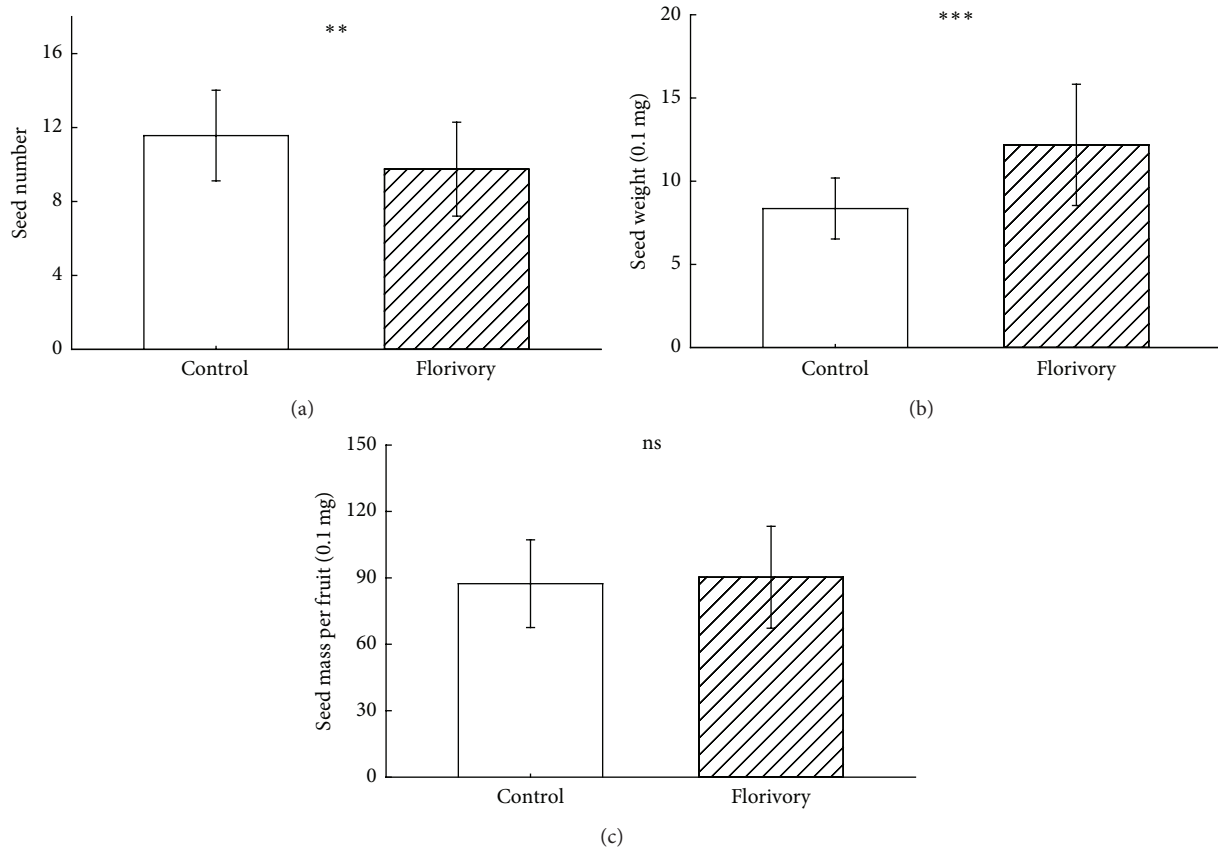 **
Seed number
16
12
8
4
0
Control Florivory
(a)
***
Seed weight (0.1 mg)
20
15
10
5
0
Control Florivory
(b)
ns
Seed mass per fruit (0.1 mg)
150
120
90
60
30
0
Control Florivory
(c)